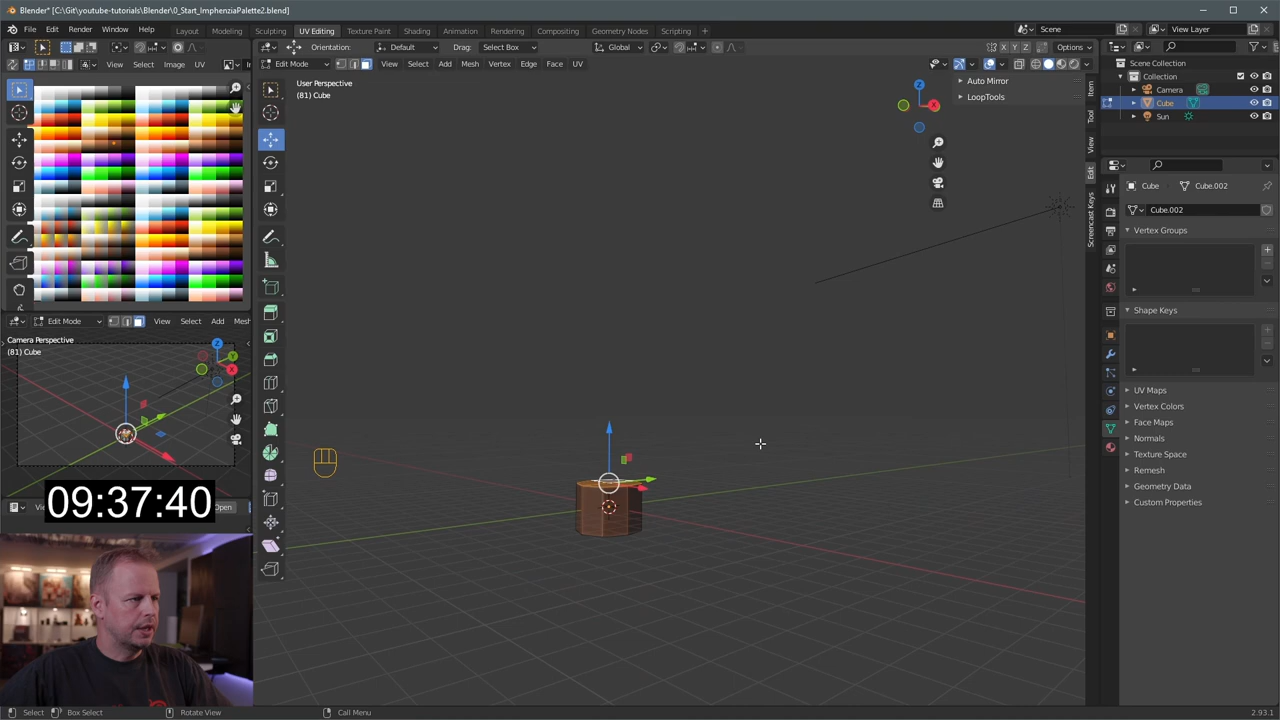 Blender* [C:\Git\youtube-tutorials\Blender\0_Start_ImphenziaPalette2.blend]
File Edit Render Window Help Layout Modeling Sculpting UV Editing Texture Paint Shading Animation Rendering Compositing Geometry Nodes Scripting + Scene View Layer
Orientation: Default Drag: Select Box Global X Y Z Options
View Select Image UV Edit Mode View Select Add Mesh Vertex Edge Face UV
User Perspective
(81) Cube
Auto Mirror
LoopTools
Z
X
Item
Tool
View
Edit
Screencast Keys
Scene Collection
Collection
Camera
Cube
Sun
Cube Cube.002
Cube.002
Vertex Groups
Shape Keys
UV Maps
Vertex Colors
Face Maps
Normals
Texture Space
Remesh
Geometry Data
Custom Properties
Edit Mode View Select Add Mesh
Camera Perspective
(81) Cube
Z
Y
X
09:37:40
Open
Select Box Select Rotate View Call Menu 2.93.1